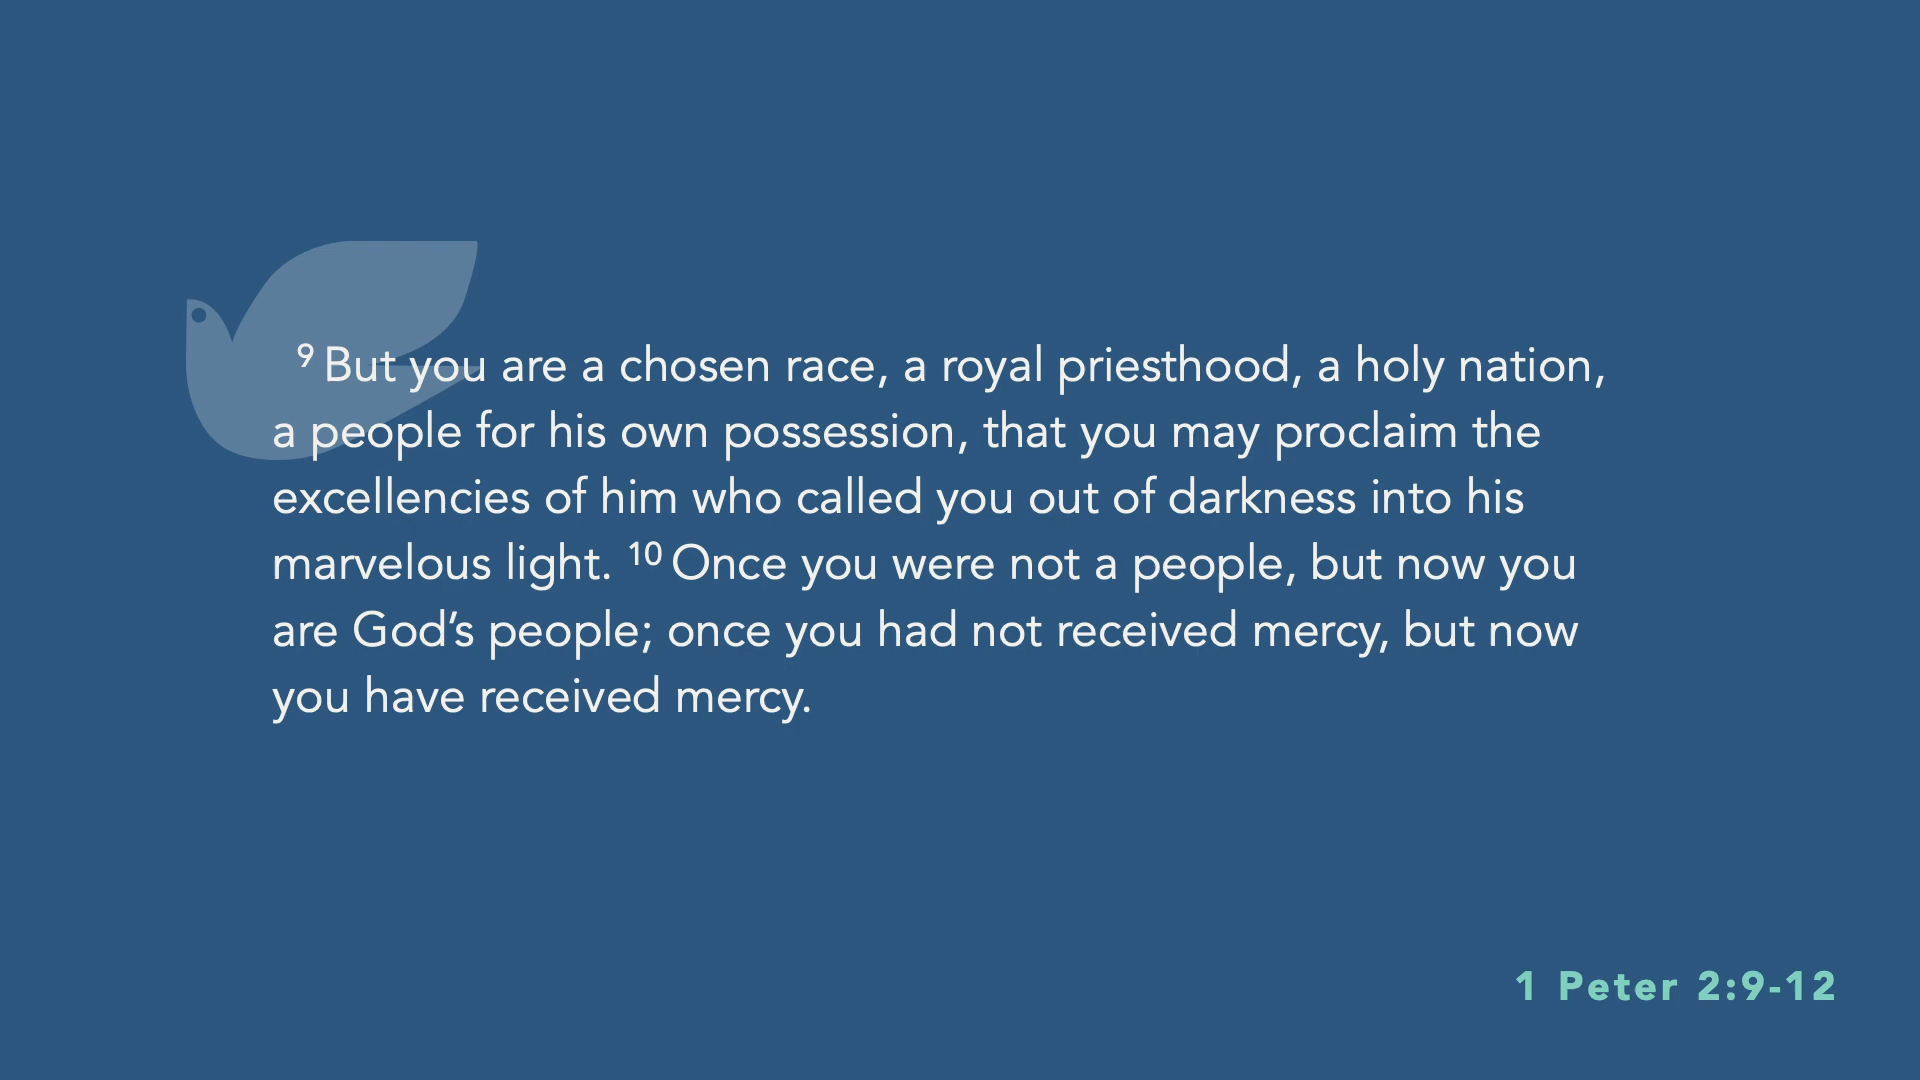 9 But you are a chosen race, a royal priesthood, a holy nation,
a people for his own possession, that you may proclaim the
excellencies of him who called you out of darkness into his
marvelous light. 10 Once you were not a people, but now you
are God’s people; once you had not received mercy, but now
you have received mercy.
1 Peter 2:9-12